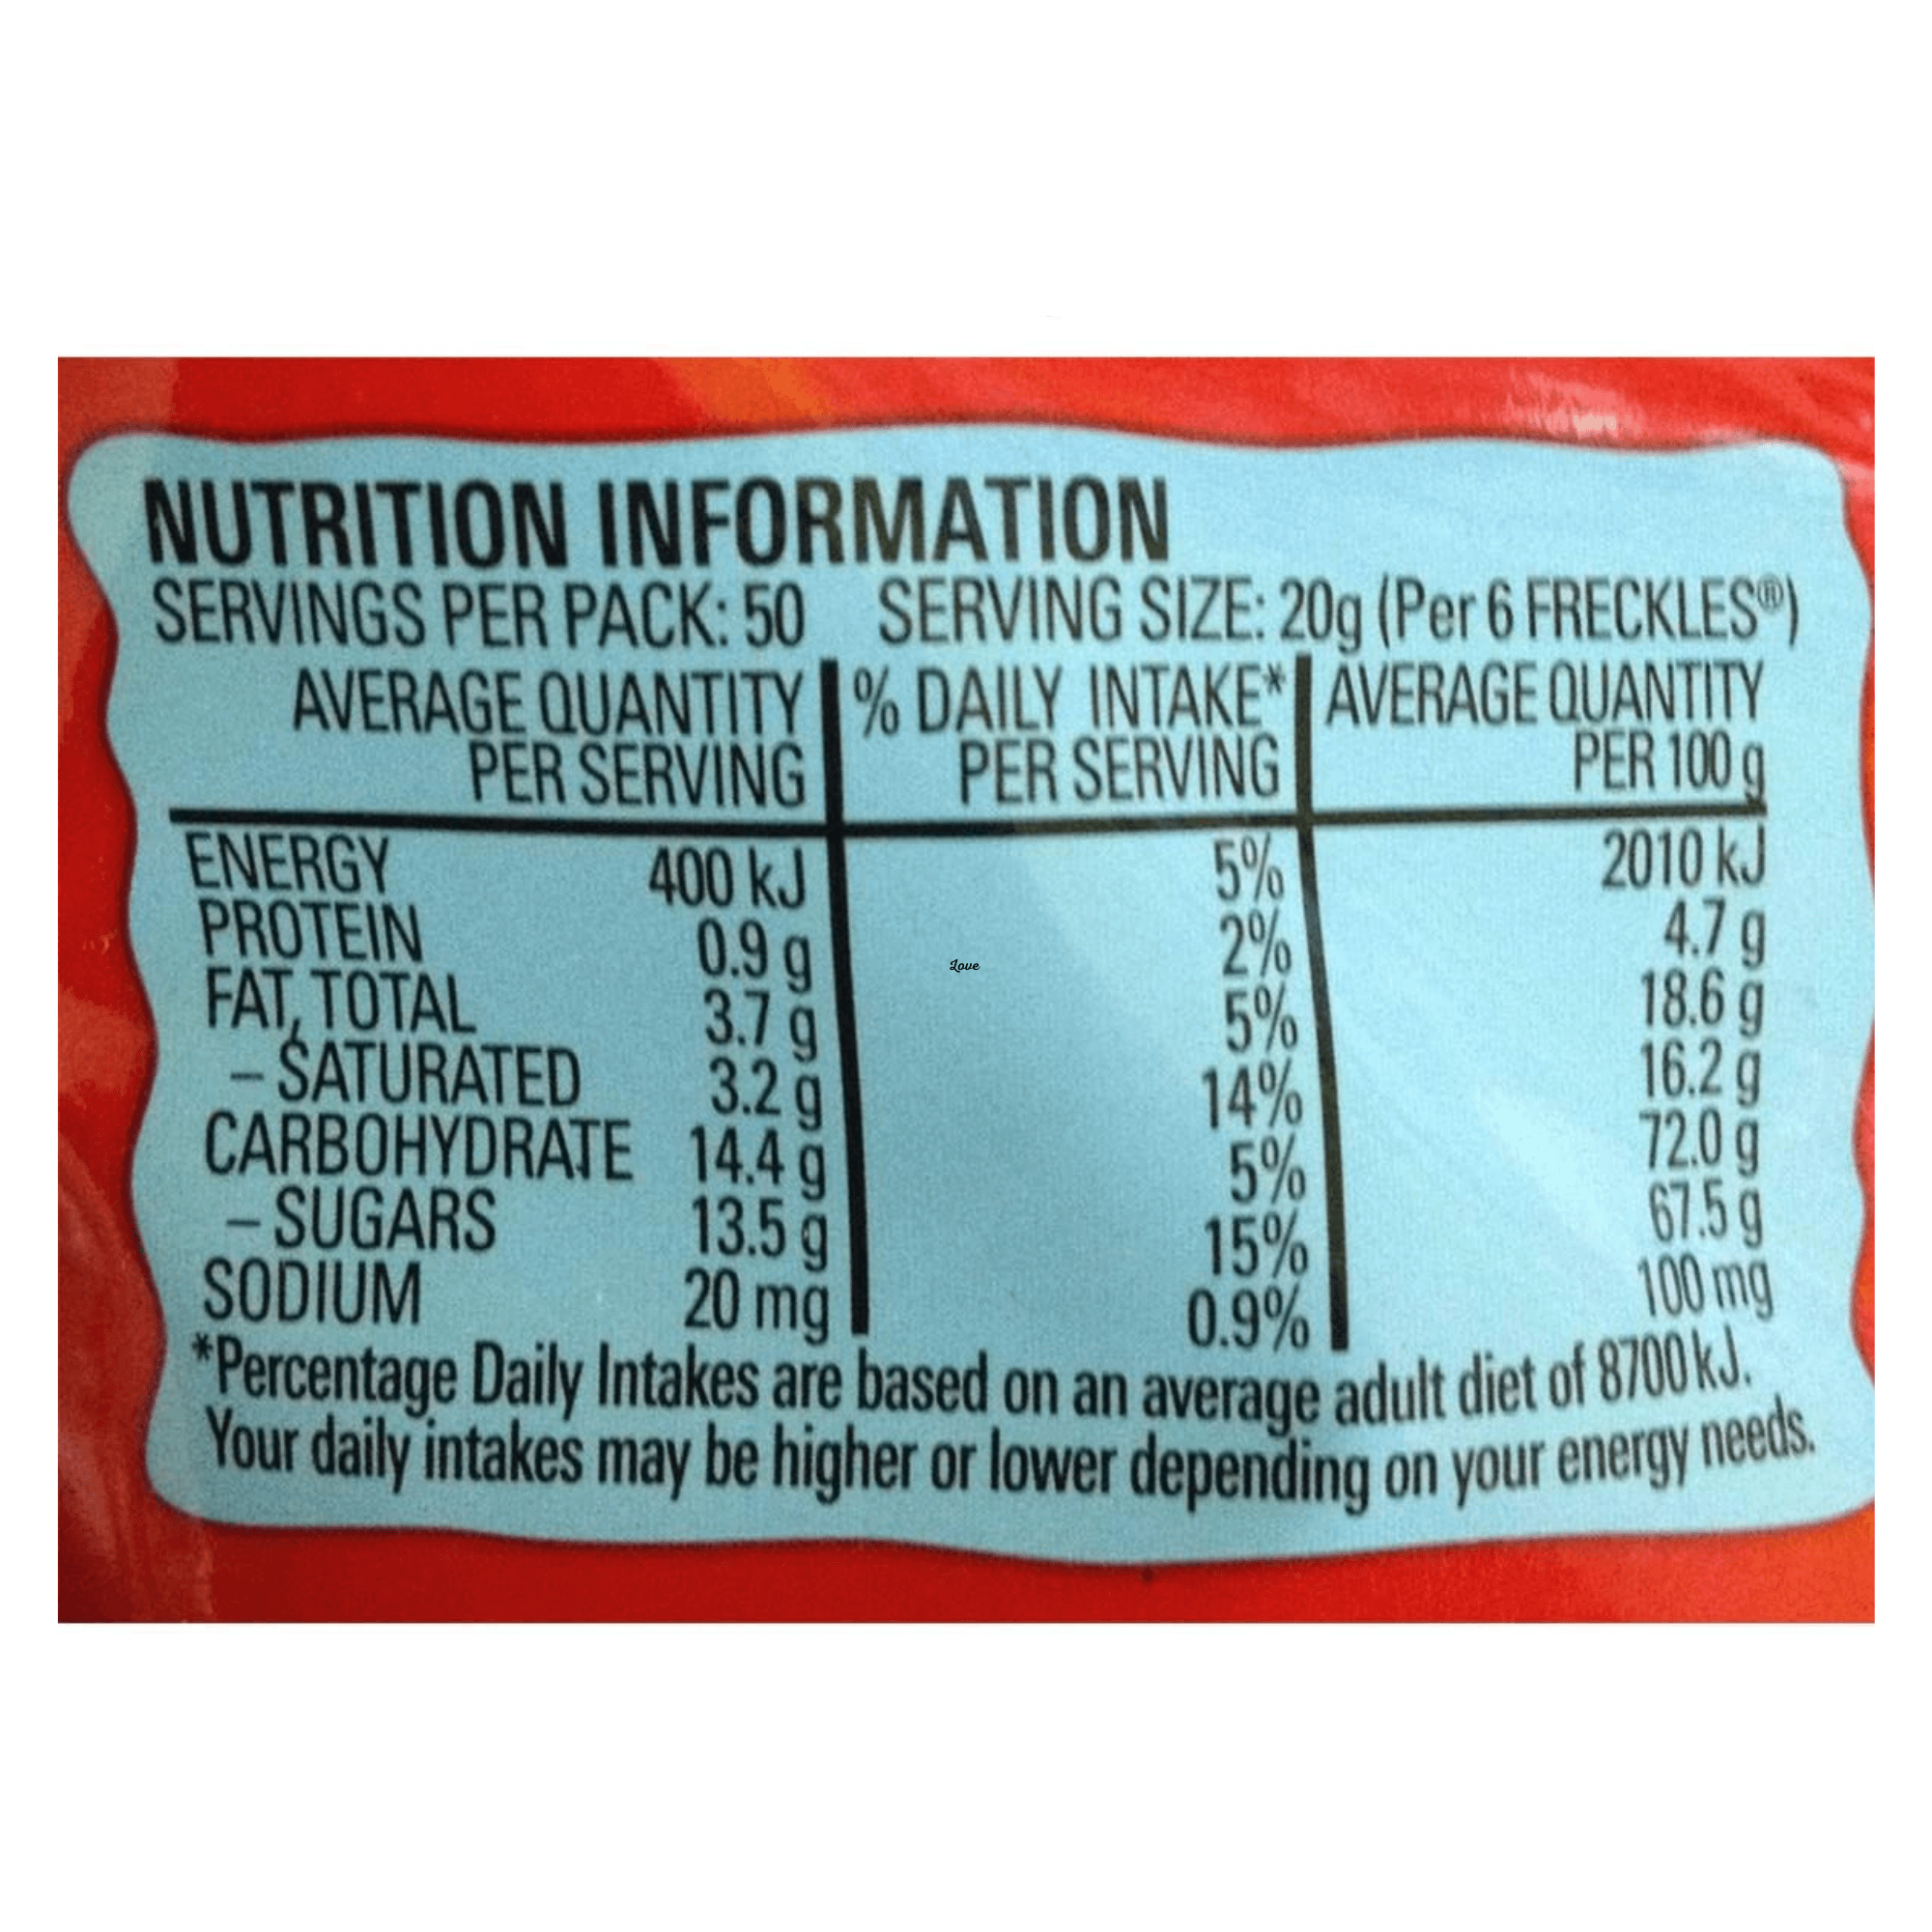 NUTRITION INFORMATION
SERVINGS PER PACK: 50 SERVING SIZE: 20g (Per 6 FRECKLES®)
AVERAGE QUANTITY % DAILY INTAKE* AVERAGE QUANTITY
PER SERVING PER SERVING PER 100 g
ENERGY 400 kJ 5% 2010 kJ
PROTEIN 0.9 g 2% 4.7 g
Love
FAT, TOTAL 3.7 g 5% 18.6 g
– SATURATED 3.2 g 14% 16.2 g
CARBOHYDRATE 14.4 g 5% 72.0 g
– SUGARS 13.5 g 15% 67.5 g
SODIUM 20 mg 0.9% 100 mg
*Percentage Daily Intakes are based on an average adult diet of 8700 kJ.
Your daily intakes may be higher or lower depending on your energy needs.